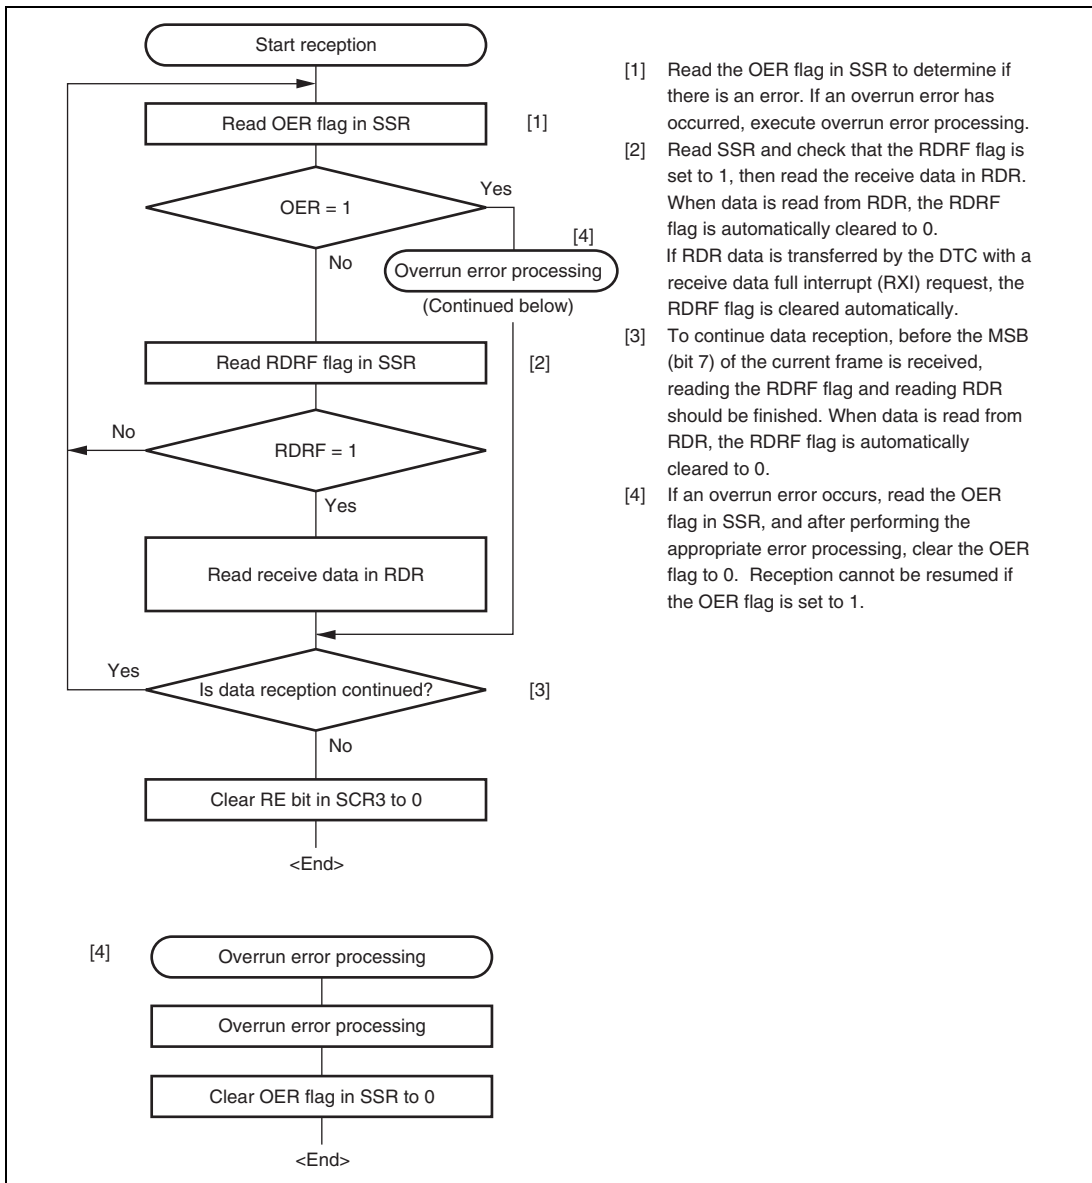 Start reception
Read OER flag in SSR
[1]
OER = 1
Yes
No
[4]
Overrun error processing
(Continued below)
Read RDRF flag in SSR
[2]
RDRF = 1
No
Yes
Read receive data in RDR
Is data reception continued?
Yes
[3]
No
Clear RE bit in SCR3 to 0
<End>
[1] Read the OER flag in SSR to determine if
there is an error. If an overrun error has
occurred, execute overrun error processing.
[2] Read SSR and check that the RDRF flag is
set to 1, then read the receive data in RDR.
When data is read from RDR, the RDRF
flag is automatically cleared to 0.
If RDR data is transferred by the DTC with a
receive data full interrupt (RXI) request, the
RDRF flag is cleared automatically.
[3] To continue data reception, before the MSB
(bit 7) of the current frame is received,
reading the RDRF flag and reading RDR
should be finished. When data is read from
RDR, the RDRF flag is automatically
cleared to 0.
[4] If an overrun error occurs, read the OER
flag in SSR, and after performing the
appropriate error processing, clear the OER
flag to 0. Reception cannot be resumed if
the OER flag is set to 1.
[4]
Overrun error processing
Overrun error processing
Clear OER flag in SSR to 0
<End>